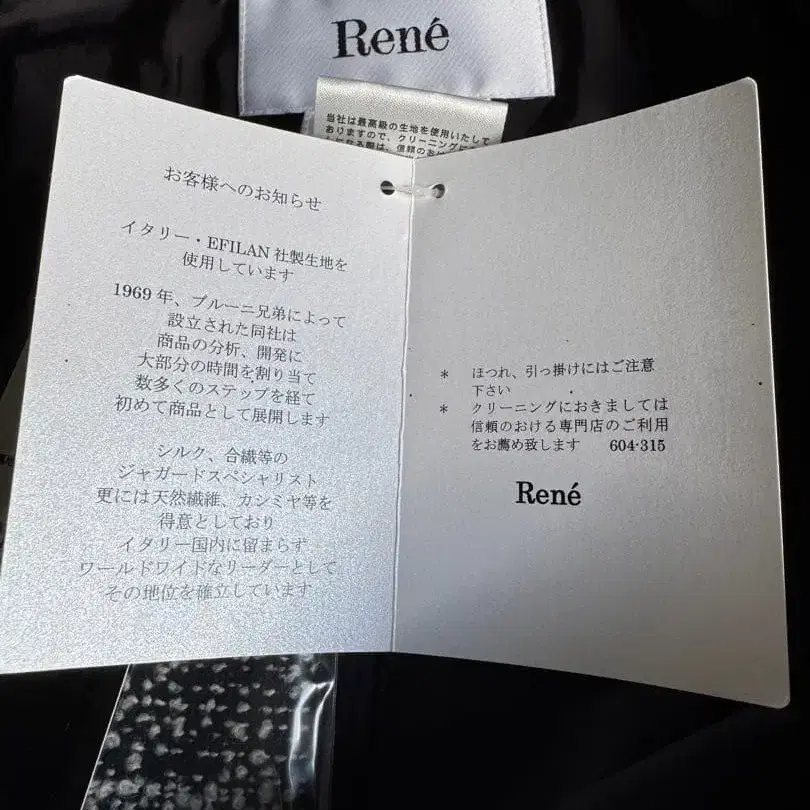 René
当社は最高級の生地を使用いたして
おりますので、クリーニングに
は、信頼のお
お客様へのお知らせ
イタリー・EFILAN 社製生地を
使用しています
1969 年、ブルーニ兄弟によって
設立された同社は
商品の分析、開発に
大部分の時間を割り当て
数多くのステップを経て
初めて商品として展開します
シルク、合繊等の
ジャガードスペシャリスト
更には天然繊維、カシミヤ等を
得意としており
イタリー国内に留まらず
ワールドワイドなリーダーとして
その地位を確立しています
* ほつれ、引っ掛けにはご注意
下さい
* クリーニングにおきましては
信頼のおける専門店のご利用
をお薦め致します 604-315
René